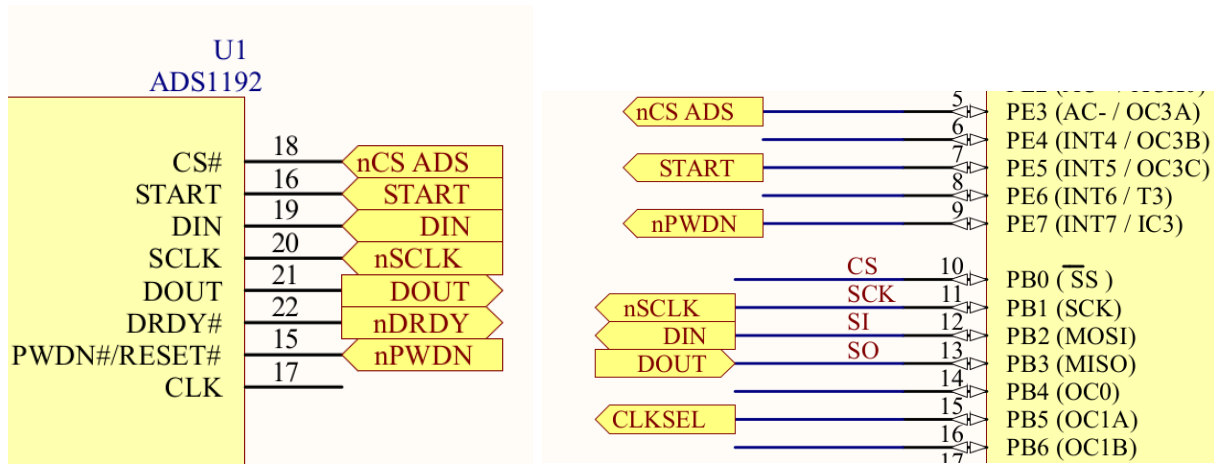 U1
ADS1192
CS# 18 nCS ADS
START 16 START
DIN 19 DIN
SCLK 20 nSCLK
DOUT 21 DOUT
DRDY# 22 nDRDY
PWDN#/RESET# 15 nPWDN
CLK 17
nCS ADS 5 PE3 (AC- / OC3A)
6 PE4 (INT4 / OC3B)
START 7 PE5 (INT5 / OC3C)
8 PE6 (INT6 / T3)
nPWDN 9 PE7 (INT7 / IC3)
CS 10 PB0 (S̅S )
nSCLK SCK 11 PB1 (SCK)
DIN SI 12 PB2 (MOSI)
DOUT SO 13 PB3 (MISO)
14 PB4 (OC0)
CLKSEL 15 PB5 (OC1A)
16 PB6 (OC1B)
17